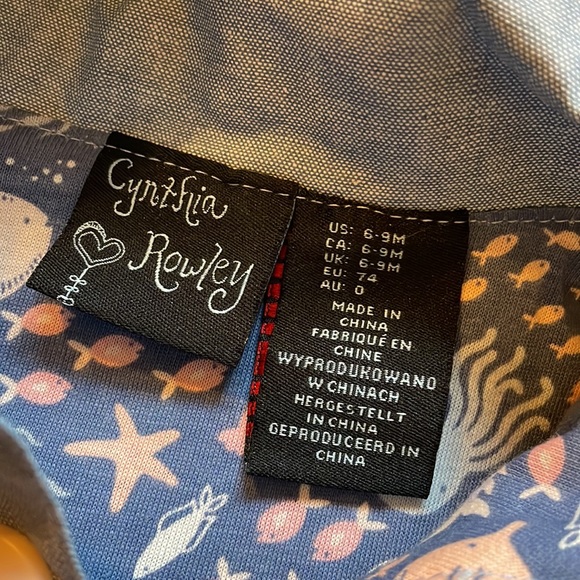 Cynthia
Rowley
US: 6-9M
CA: 6-9M
UK: 6-9M
EU: 74
AU: 0
MADE IN
CHINA
FABRIQUÉ EN
CHINE
WYPRODUKOWANO
W CHINACH
HERGESTELLT
IN CHINA
GEPRODUCEERD IN
CHINA